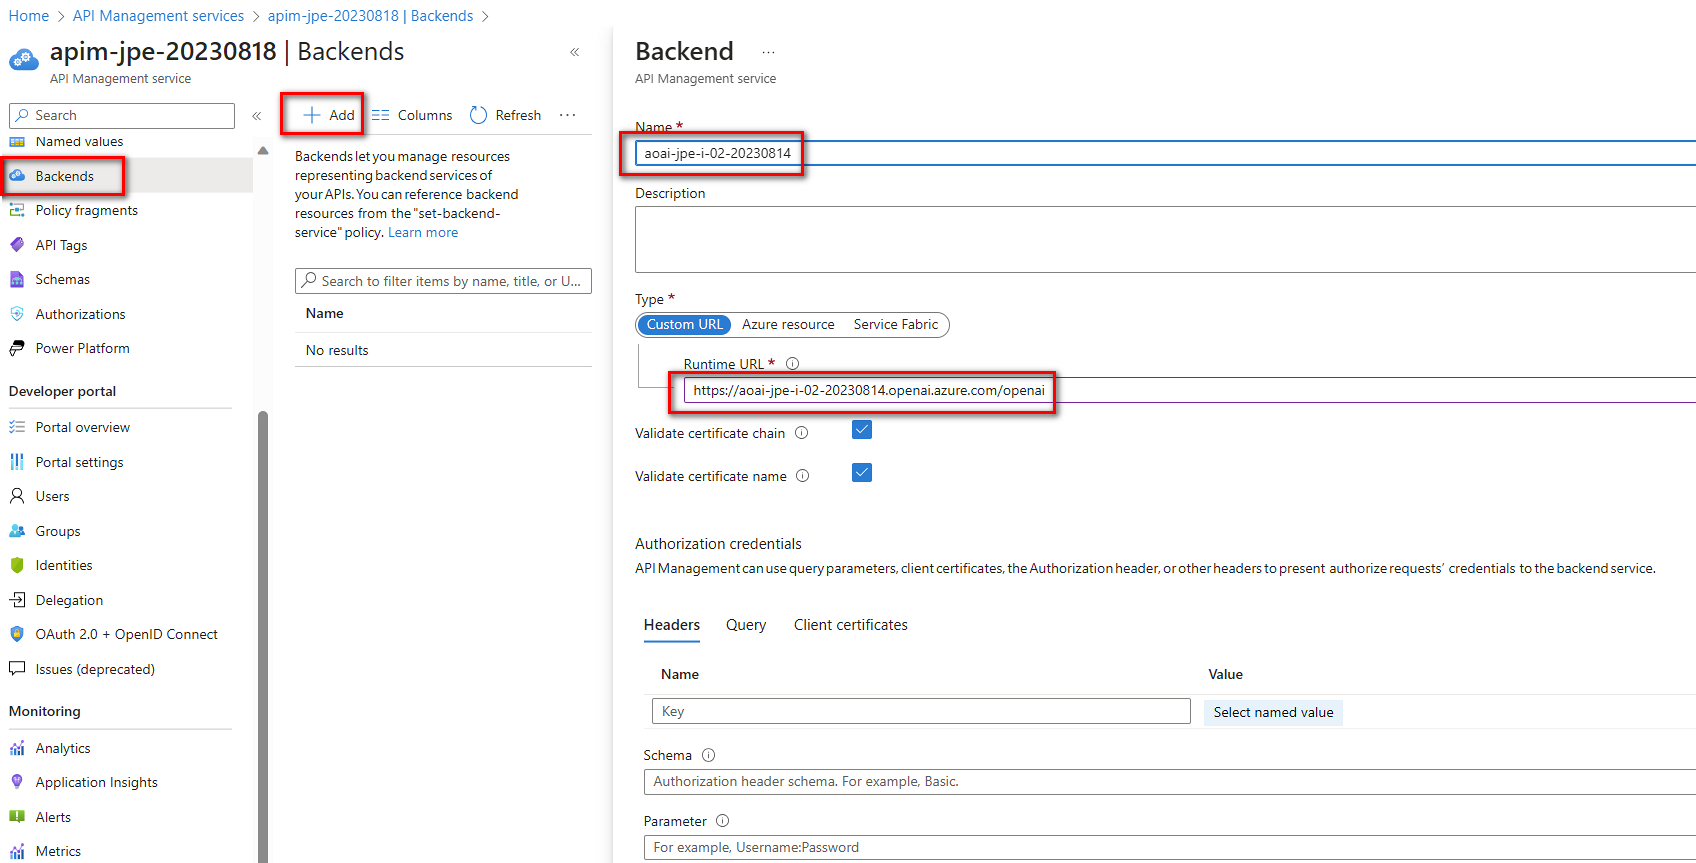 Home > API Management services > apim-jpe-20230818 | Backends >
apim-jpe-20230818 | Backends
API Management service
«
Search
«
Named values
Backends
Policy fragments
API Tags
Schemas
Authorizations
Power Platform
Developer portal
Portal overview
Portal settings
Users
Groups
Identities
Delegation
OAuth 2.0 + OpenID Connect
Issues (deprecated)
Monitoring
Analytics
Application Insights
Alerts
Metrics
+ Add Columns Refresh ...
Backends let you manage resources
representing backend services of
your APIs. You can reference backend
resources from the "set-backend-
service" policy. Learn more
Search to filter items by name, title, or U...
Name
No results
Backend ...
API Management service
Name *
aoai-jpe-i-02-20230814
Description
Type *
Custom URL Azure resource Service Fabric
Runtime URL *
https://aoai-jpe-i-02-20230814.openai.azure.com/openai
Validate certificate chain
Validate certificate name
Authorization credentials
API Management can use query parameters, client certificates, the Authorization header, or other headers to present authorize requests’ credentials to the backend service.
Headers Query Client certificates
Name Value
Key Select named value
Schema
Authorization header schema. For example, Basic.
Parameter
For example, Username:Password